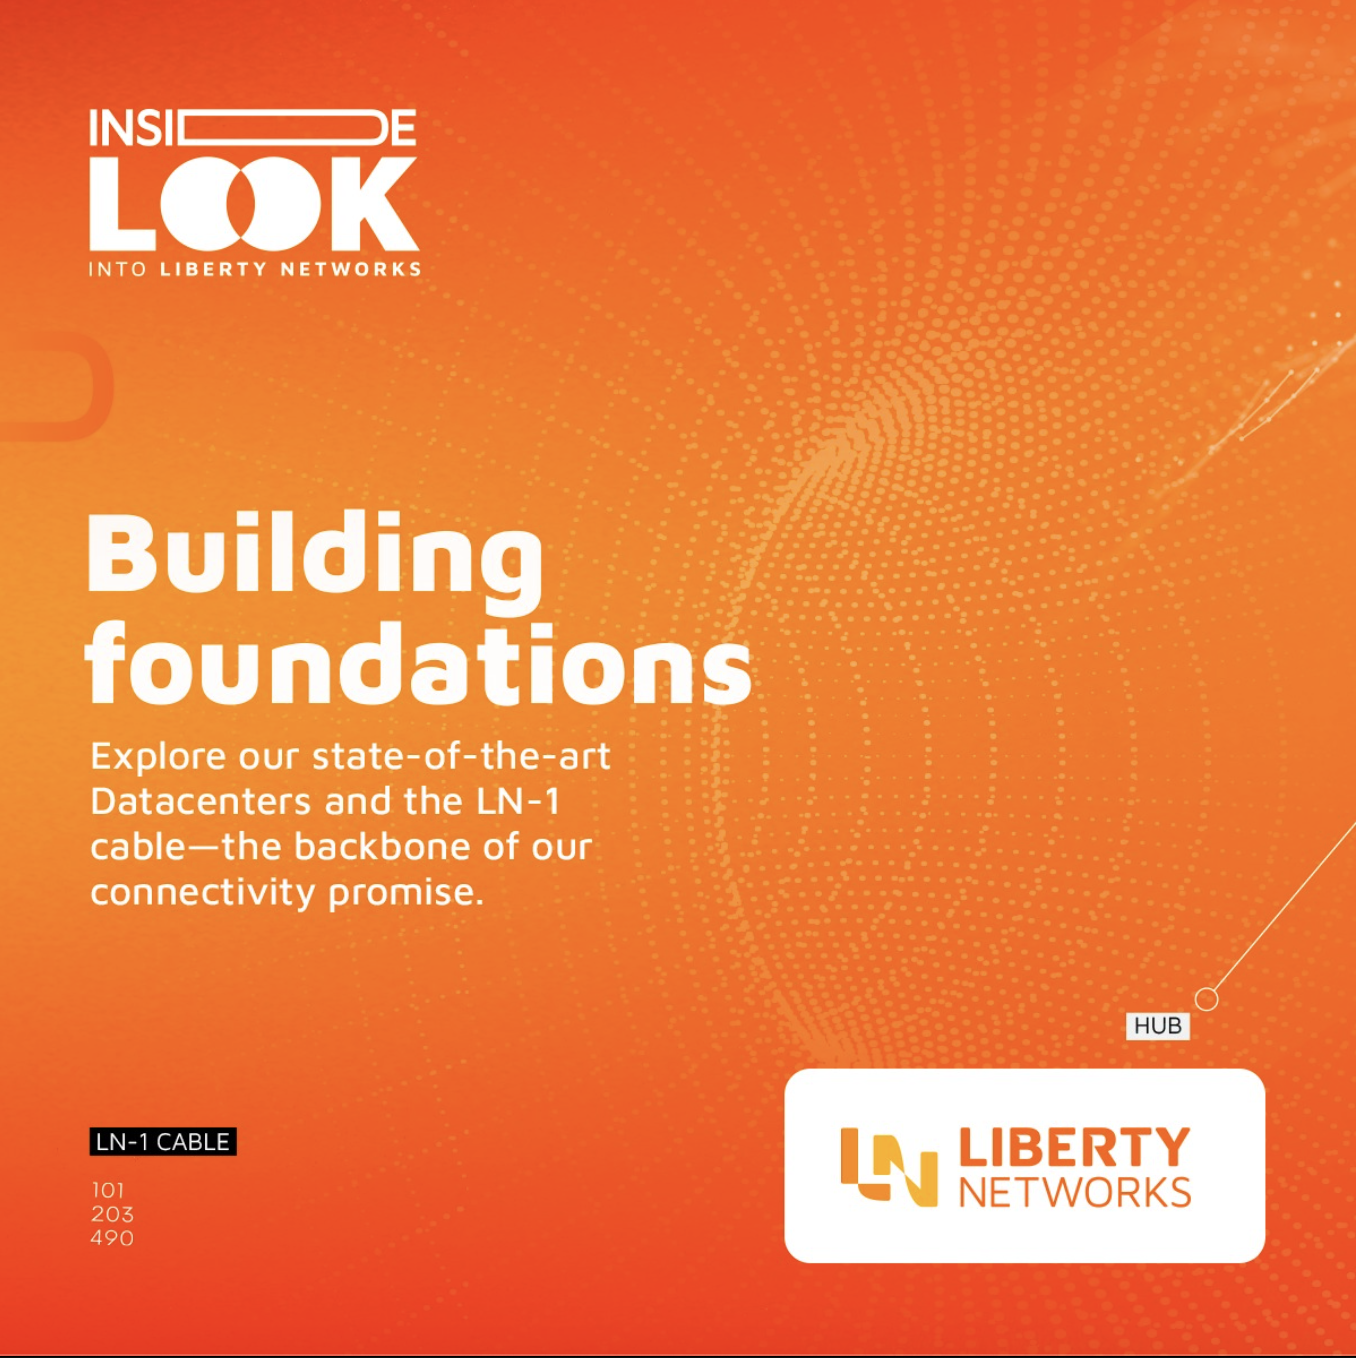 INSIDE
LOOK
INTO LIBERTY NETWORKS
Building
foundations
Explore our state-of-the-art
Datacenters and the LN-1
cable—the backbone of our
connectivity promise.
HUB
LN-1 CABLE
101
203
490
LN LIBERTY
NETWORKS